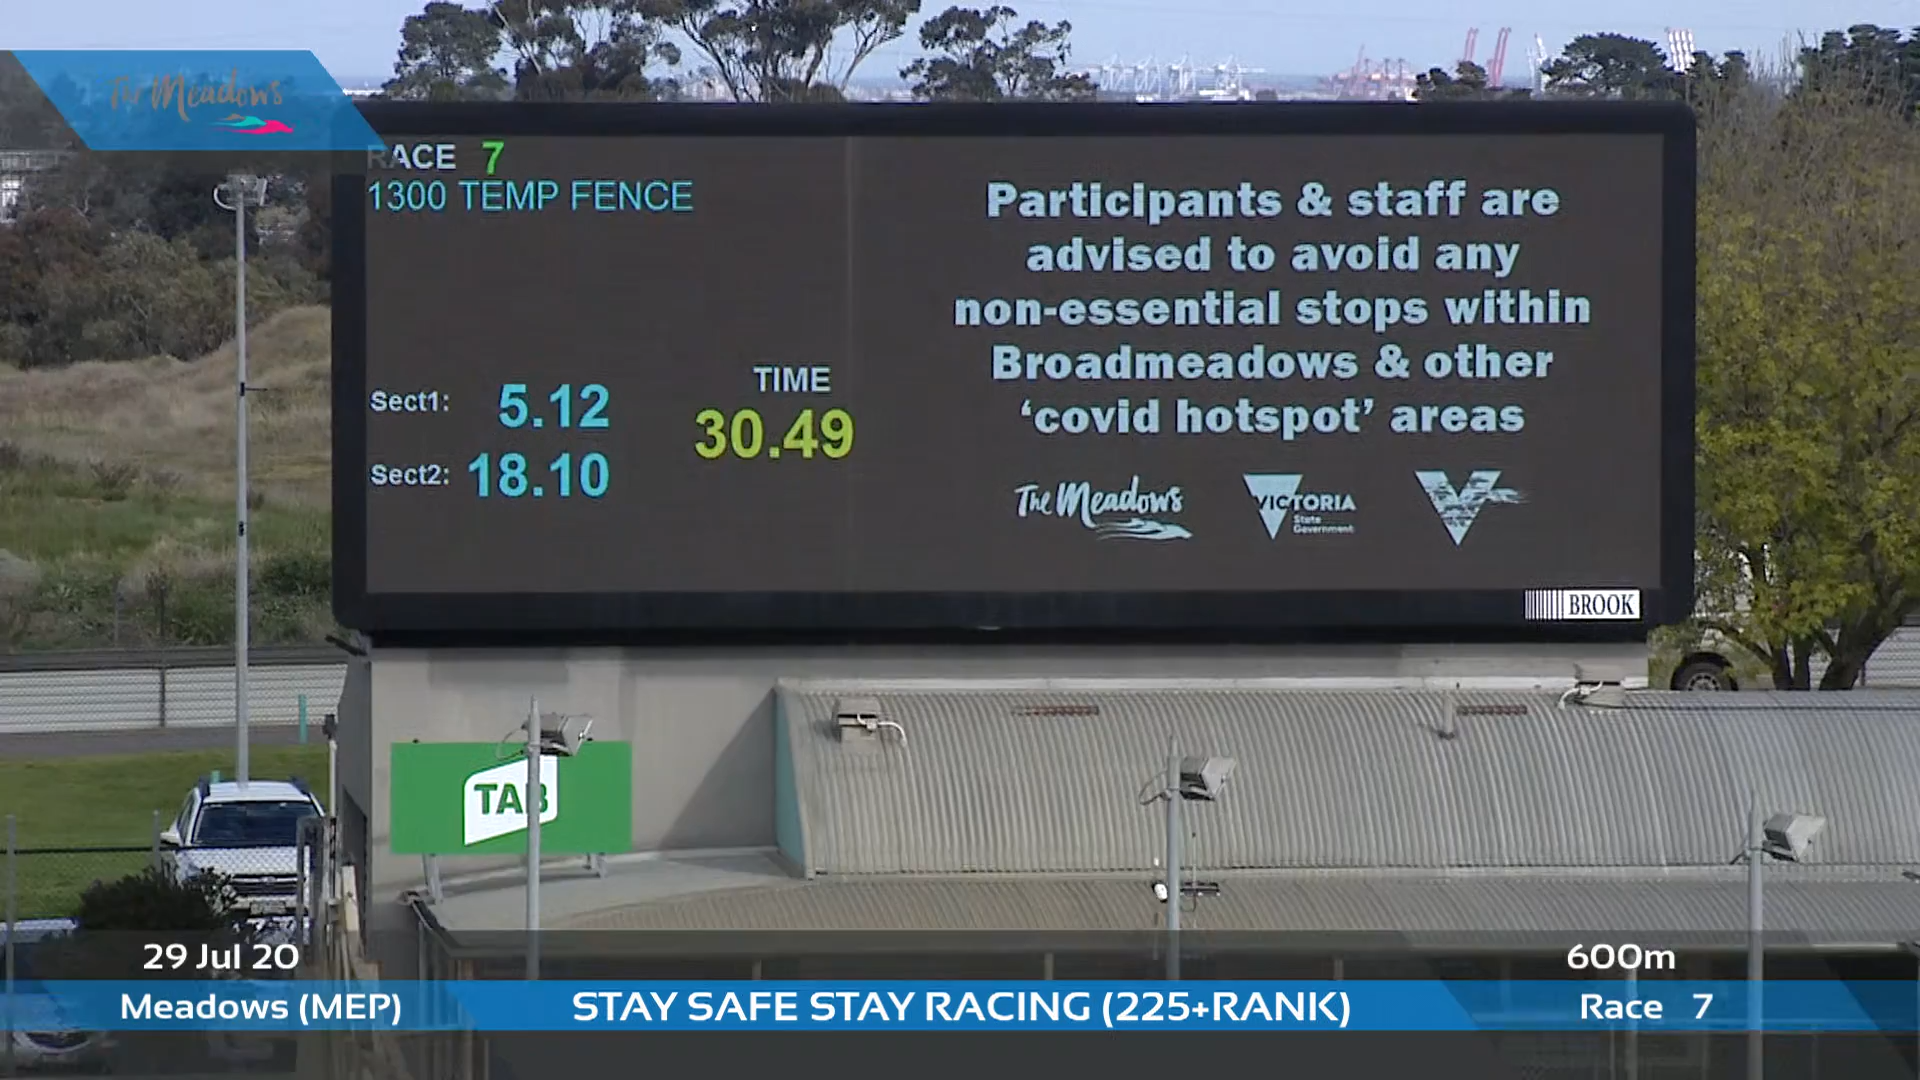 The Meadows
RACE 7
1300 TEMP FENCE
Sect1: 5.12
Sect2: 18.10
TIME
30.49
Participants & staff are
advised to avoid any
non-essential stops within
Broadmeadows & other
‘covid hotspot’ areas
The Meadows
VICTORIA
State
Government
V
BROOK
TAB
29 Jul 20
600m
Meadows (MEP)
STAY SAFE STAY RACING (225+RANK)
Race 7